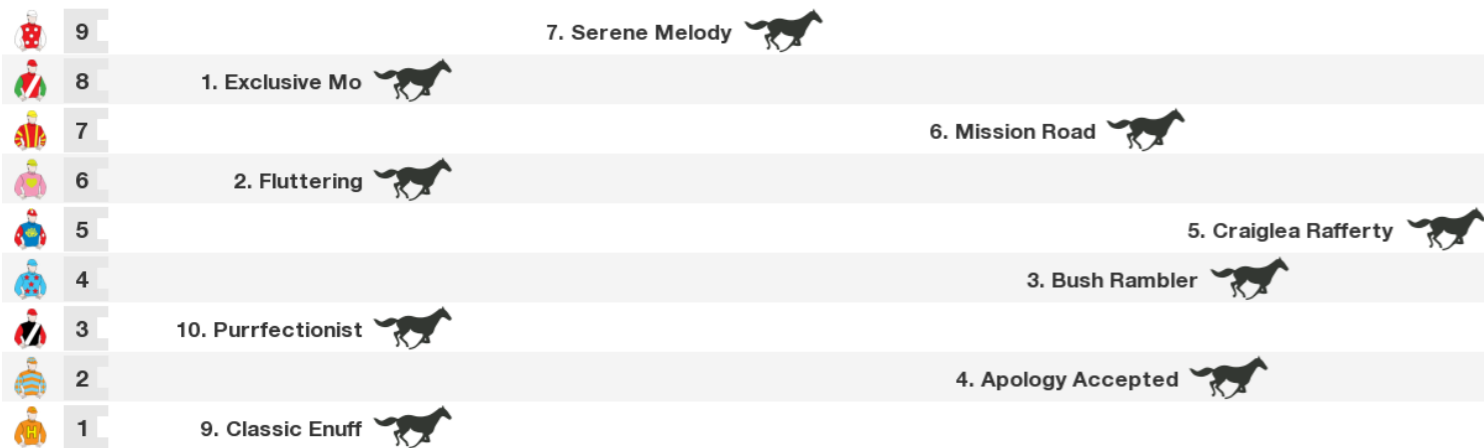 9 7. Serene Melody
8 1. Exclusive Mo
7 6. Mission Road
6 2. Fluttering
5 5. Craiglea Rafferty
4 3. Bush Rambler
3 10. Purrfectionist
2 4. Apology Accepted
1 9. Classic Enuff
H